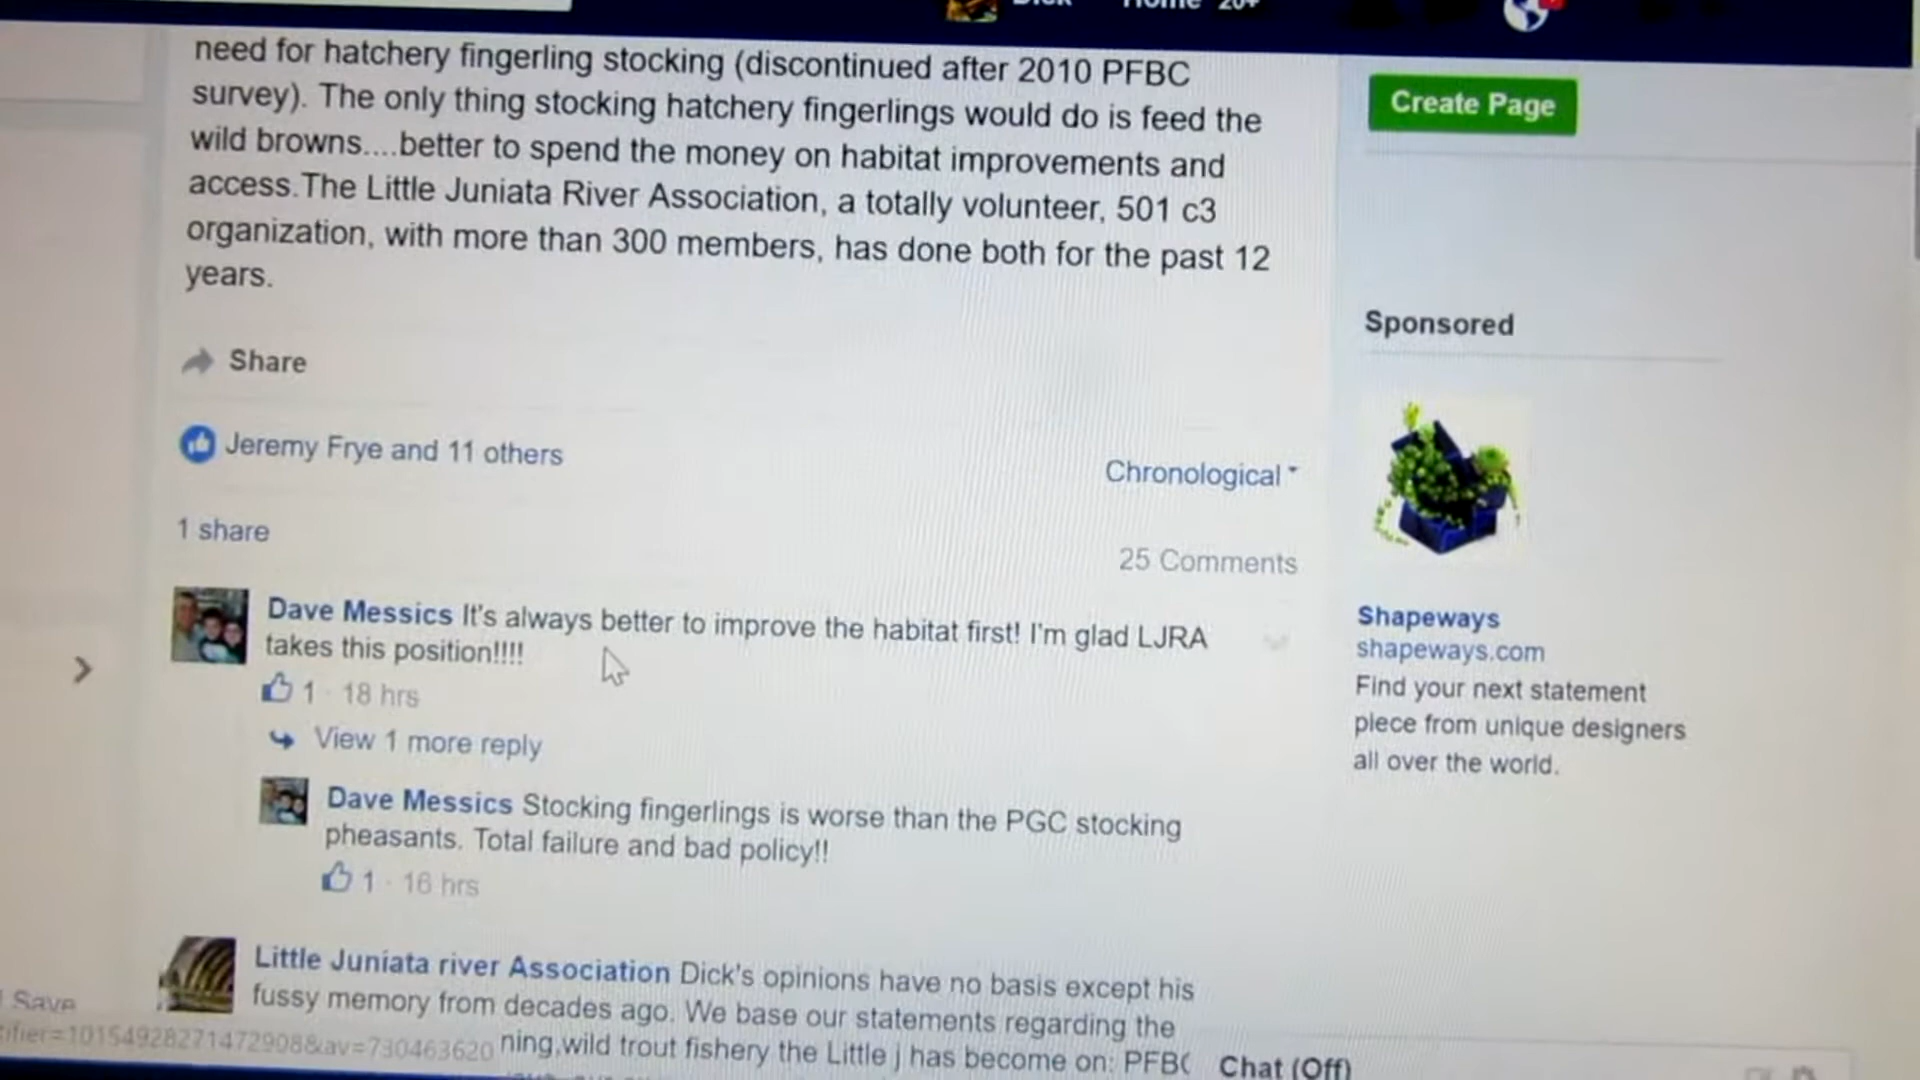 Home 20+
need for hatchery fingerling stocking (discontinued after 2010 PFBC
survey). The only thing stocking hatchery fingerlings would do is feed the
wild browns....better to spend the money on habitat improvements and
access.The Little Juniata River Association, a totally volunteer, 501 c3
organization, with more than 300 members, has done both for the past 12
years.
Share
Jeremy Frye and 11 others
Chronological
1 share
25 Comments
Dave Messics It's always better to improve the habitat first! I'm glad LJRA
takes this position!!!!
1 · 18 hrs
View 1 more reply
Dave Messics Stocking fingerlings is worse than the PGC stocking
pheasants. Total failure and bad policy!!
1 · 16 hrs
Little Juniata river Association Dick's opinions have no basis except his
fussy memory from decades ago. We base our statements regarding the
ning,wild trout fishery the Little j has become on: PFBC
Save
tifier=10154928271472908&av=730463620
Chat (Off)
Create Page
Sponsored
Shapeways
shapeways.com
Find your next statement
piece from unique designers
all over the world.